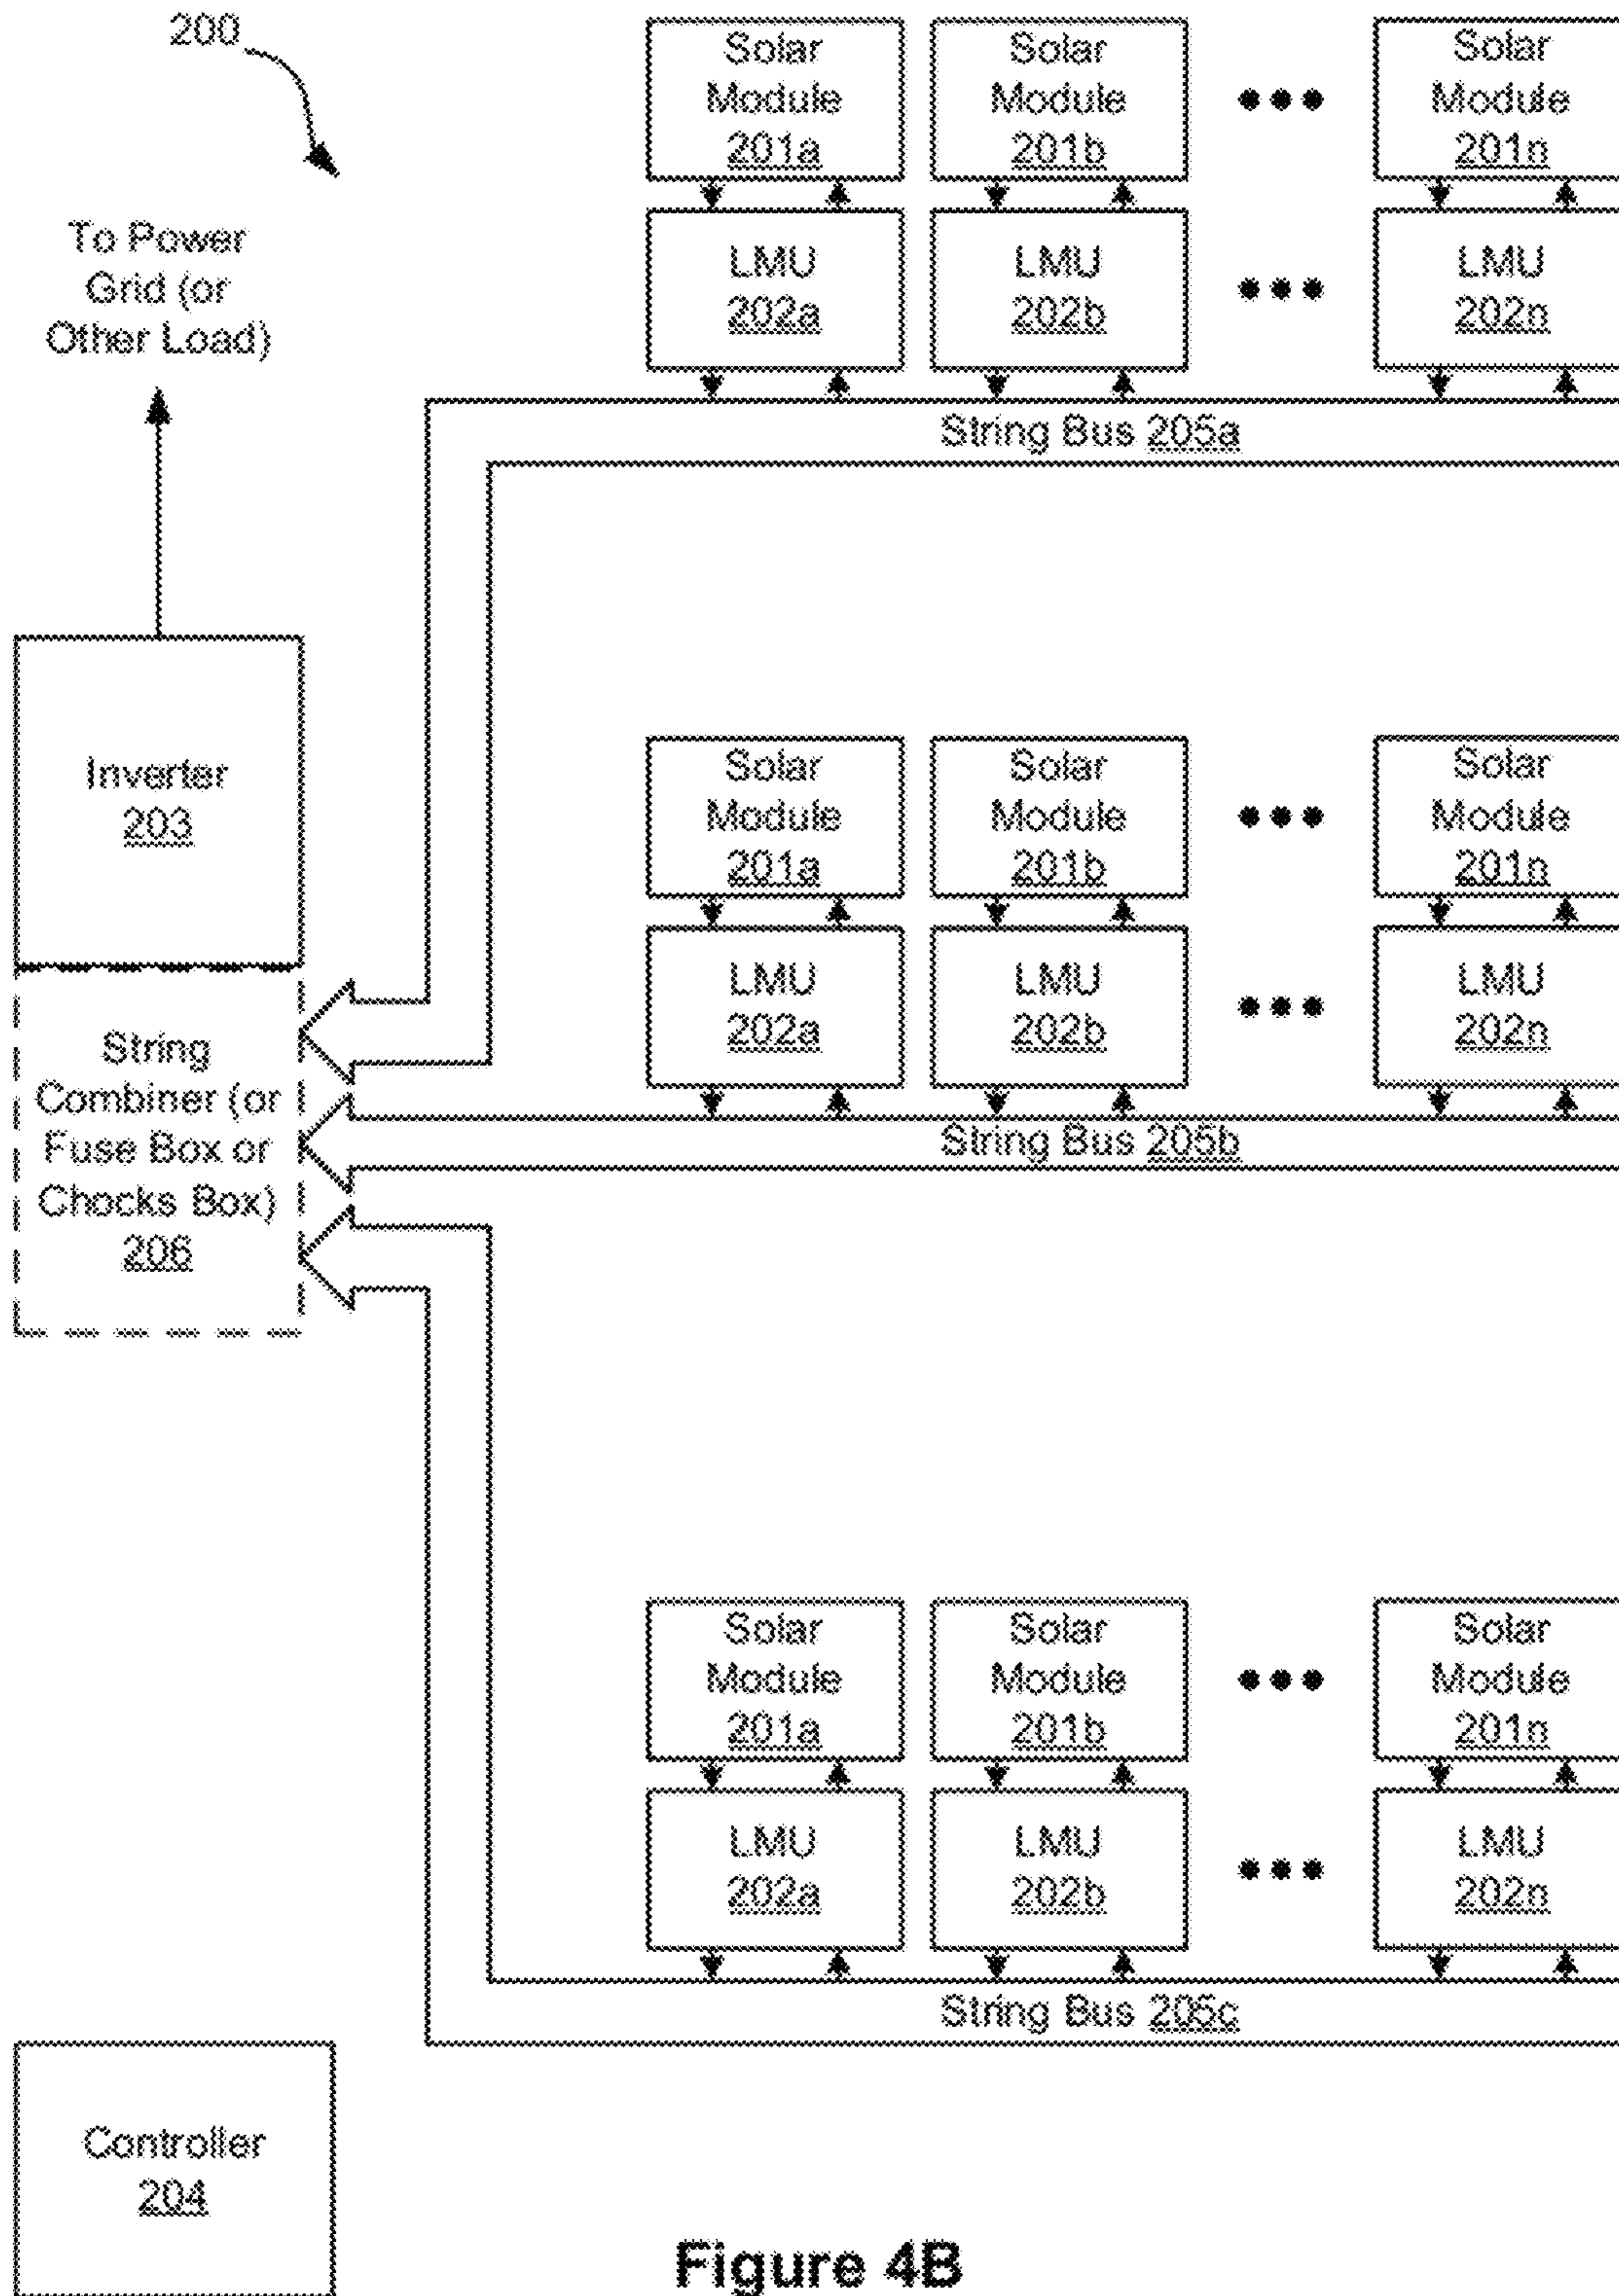 200
Solar
Module
201a
Solar
Module
201b
Solar
Module
201n
LMU
202a
LMU
202b
LMU
202n
To Power
Grid (or
Other Load)
String Bus 205a
Inverter
203
Solar
Module
201a
Solar
Module
201b
Solar
Module
201n
LMU
202a
LMU
202b
LMU
202n
String
Combiner (or
Fuse Box or
Chocks Box)
206
String Bus 205b
Solar
Module
201a
Solar
Module
201b
Solar
Module
201n
LMU
202a
LMU
202b
LMU
202n
String Bus 205c
Controller
204
Figure 4B